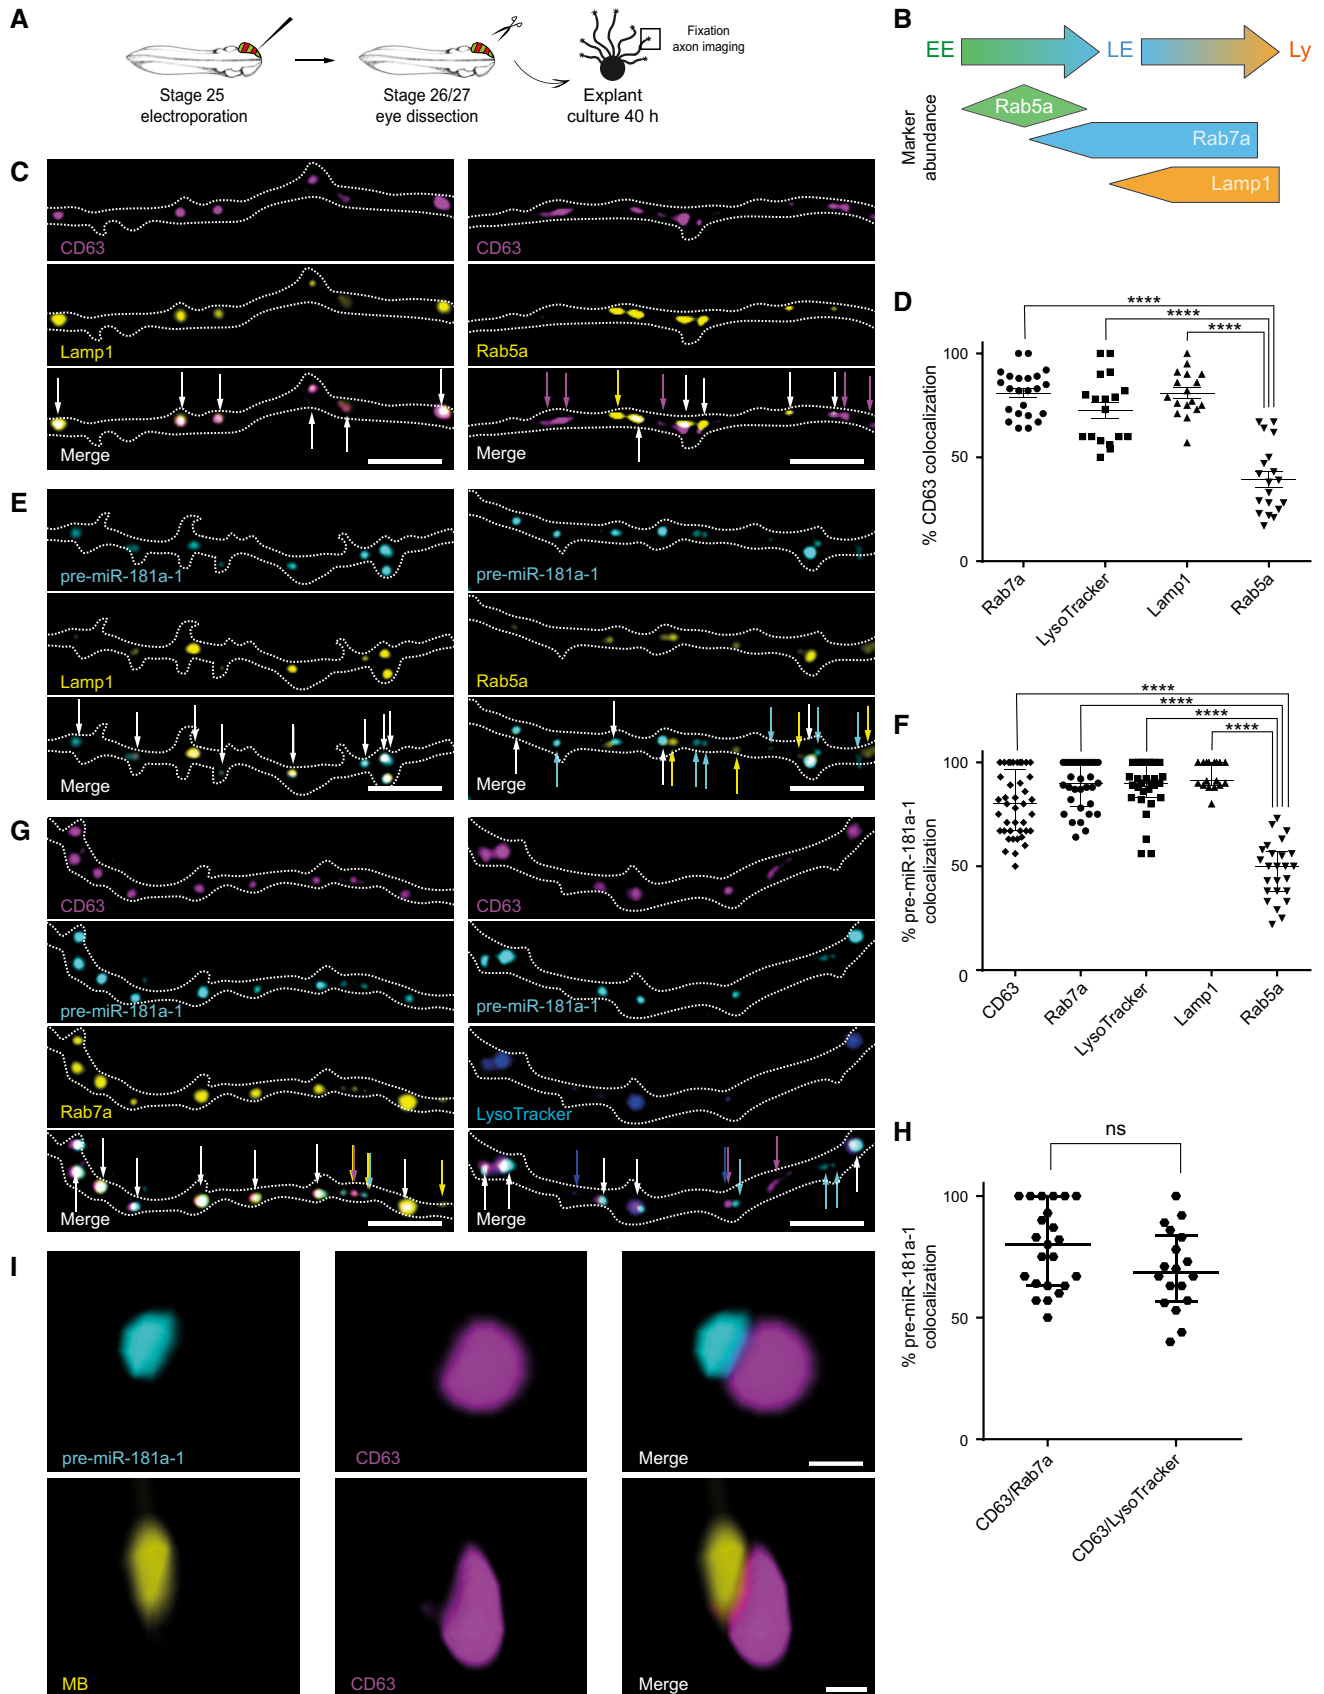 A
Stage 25
electroporation
Stage 26/27
eye dissection
Explant
culture 40 h
Fixation
axon imaging
B
EE
LE
Ly
Marker
abundance
Rab5a
Rab7a
Lamp1
C
CD63
Lamp1
Merge
CD63
Rab5a
Merge
D
****
****
****
% CD63 colocalization
100
50
0
Rab7a
LysoTracker
Lamp1
Rab5a
E
pre-miR-181a-1
Lamp1
Merge
pre-miR-181a-1
Rab5a
Merge
F
****
****
****
****
% pre-miR-181a-1
colocalization
100
50
0
CD63
Rab7a
LysoTracker
Lamp1
Rab5a
G
CD63
pre-miR-181a-1
Rab7a
Merge
CD63
pre-miR-181a-1
LysoTracker
Merge
H
ns
% pre-miR-181a-1
colocalization
100
50
0
CD63/Rab7a
CD63/LysoTracker
I
pre-miR-181a-1
CD63
Merge
MB
CD63
Merge